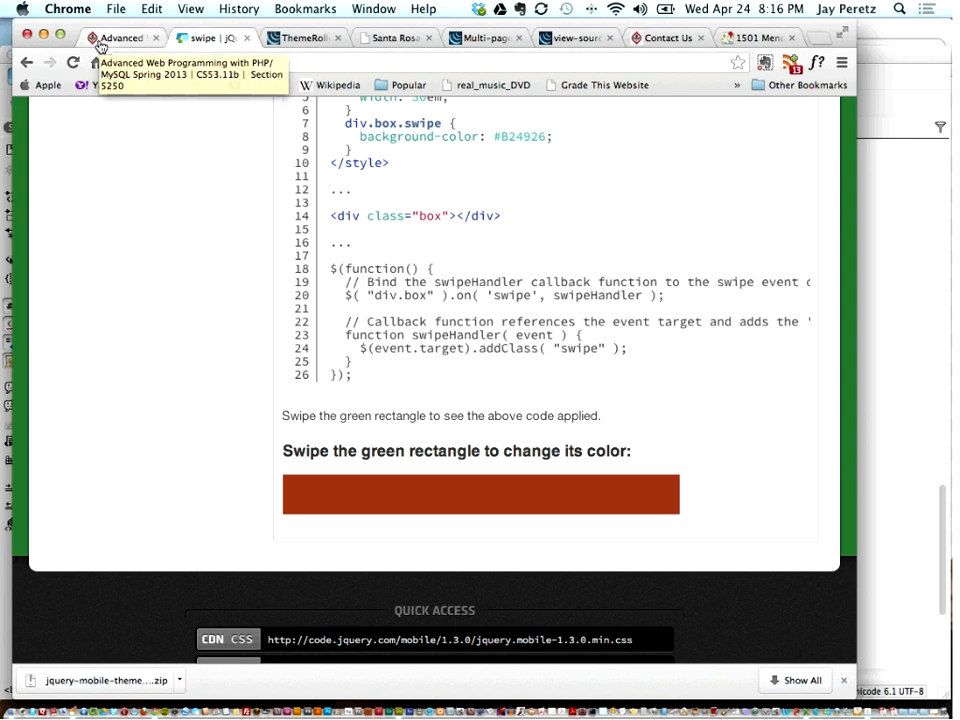 Chrome File Edit View History Bookmarks Window Help Wed Apr 24 8:16 PM Jay Peretz
Advanced swipe | jQu ThemeRoll Santa Rosa Multi-pag view-sour Contact Us 1501 Men
Advanced Web Programming with PHP/
MySQL Spring 2013 | CS53.11b | Section
5250
f?
13
Apple Y! Wikipedia Popular real_music_DVD Grade This Website » Other Bookmarks
width: 30em;
6 }
7 div.box.swipe {
8 background-color: #B24926;
9 }
10 </style>
11
12 ...
13
14 <div class="box"></div>
15
16 ...
17
18 $(function() {
19 // Bind the swipeHandler callback function to the swipe event
20 $( "div.box" ).on( 'swipe', swipeHandler );
21
22 // Callback function references the event target and adds the '
23 function swipeHandler( event ) {
24 $(event.target).addClass( "swipe" );
25 }
26 });
Swipe the green rectangle to see the above code applied.
Swipe the green rectangle to change its color:
QUICK ACCESS
CDN CSS http://code.jquery.com/mobile/1.3.0/jquery.mobile-1.3.0.min.css
jquery-mobile-theme....zip Show All
nicode 6.1 UTF-8